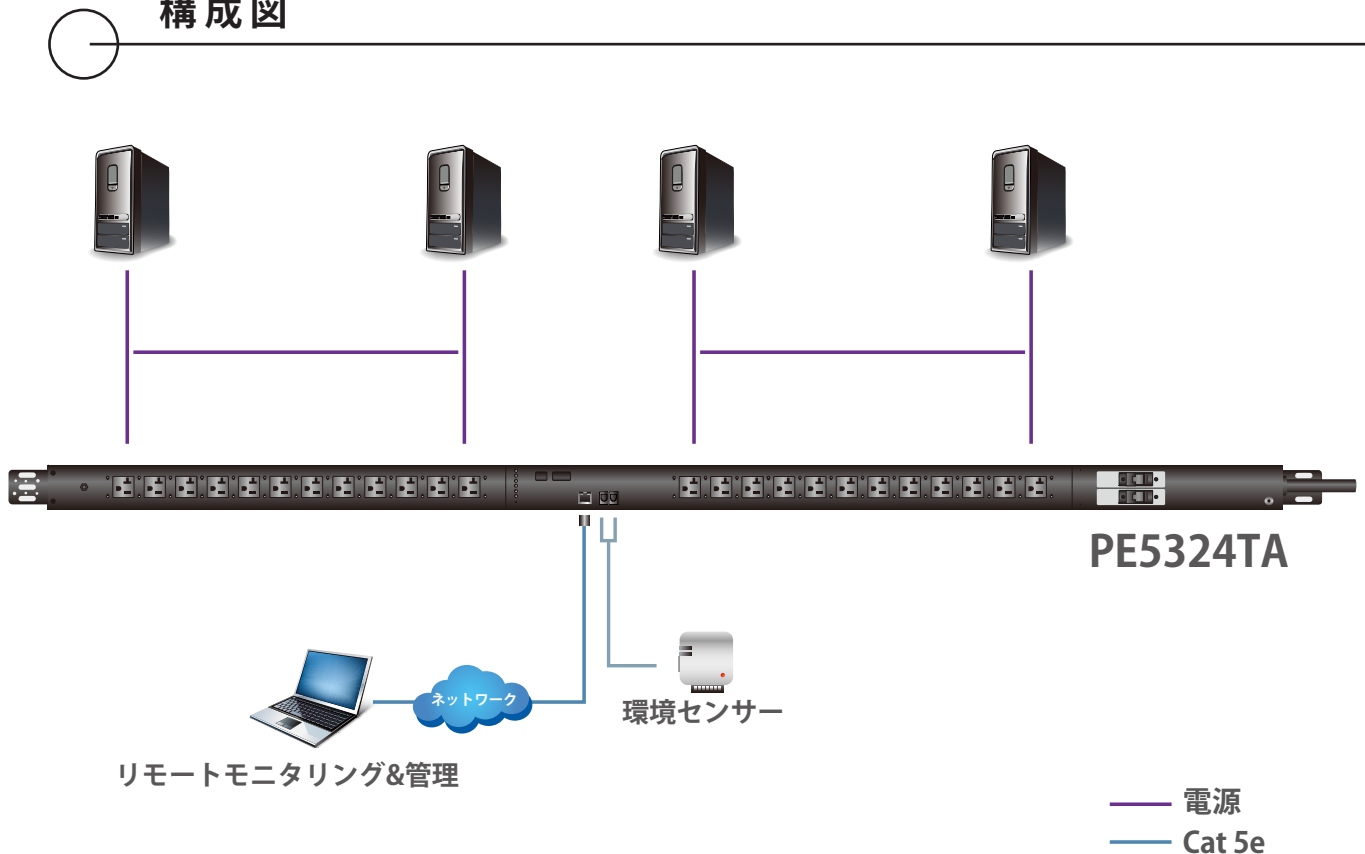 構成図
PE5324TA
ネットワーク
環境センサー
リモートモニタリング&管理
電源
Cat 5e